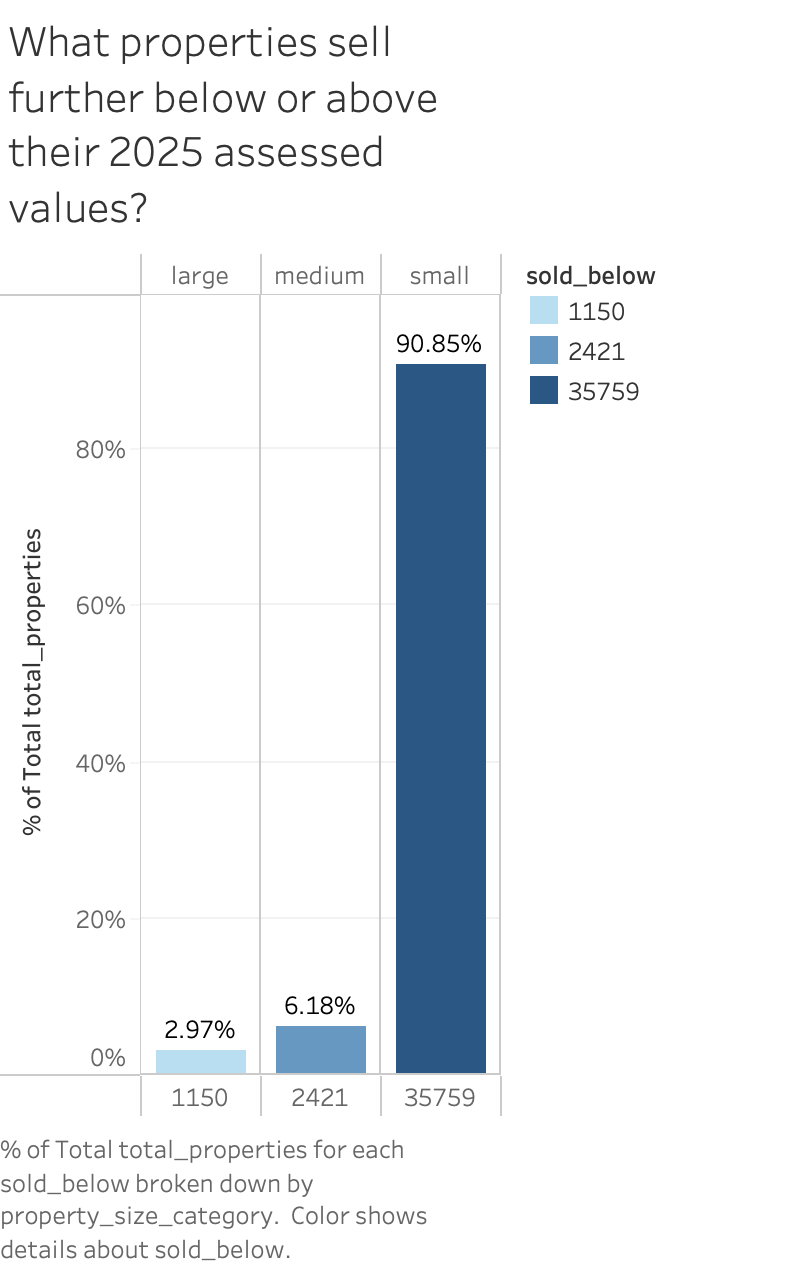 What properties sell
further below or above
their 2025 assessed
values?
large medium small
sold_below
1150
2421
35759
90.85%
80%
60%
40%
20%
0%
% of Total total_properties
6.18%
2.97%
1150 2421 35759
% of Total total_properties for each
sold_below broken down by
property_size_category.  Color shows
details about sold_below.